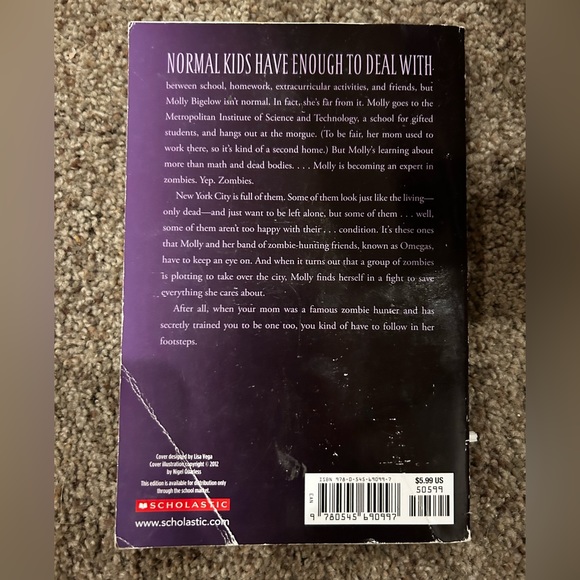 NORMAL KIDS HAVE ENOUGH TO DEAL WITH
between school, homework, extracurricular activities, and friends, but
Molly Bigelow isn't normal. In fact, she's far from it. Molly goes to the
Metropolitan Institute of Science and Technology, a school for gifted
students, and hangs out at the morgue. (To be fair, her mom used to
work there, so it's kind of a second home.) But Molly's learning about
more than math and dead bodies. . . . Molly is becoming an expert in
zombies. Yep. Zombies.
New York City is full of them. Some of them look just like the living—
only dead—and just want to be left alone, but some of them . . . well,
some of them aren't too happy with their . . . condition. It's these ones
that Molly and her band of zombie-hunting friends, known as Omegas,
have to keep an eye on. And when it turns out that a group of zombies
is plotting to take over the city, Molly finds herself in a fight to save
everything she cares about.
After all, when your mom was a famous zombie hunter and has
secretly trained you to be one too, you kind of have to follow in her
footsteps.
Cover designed by Lisa Vega
Cover illustration copyright © 2012
by Nigel Quarless
This edition is available for distribution only
through the school market.
SCHOLASTIC
www.scholastic.com
ISBN 978-0-545-69099-7
$5.99 US
50599
CAN
9 780545 690997